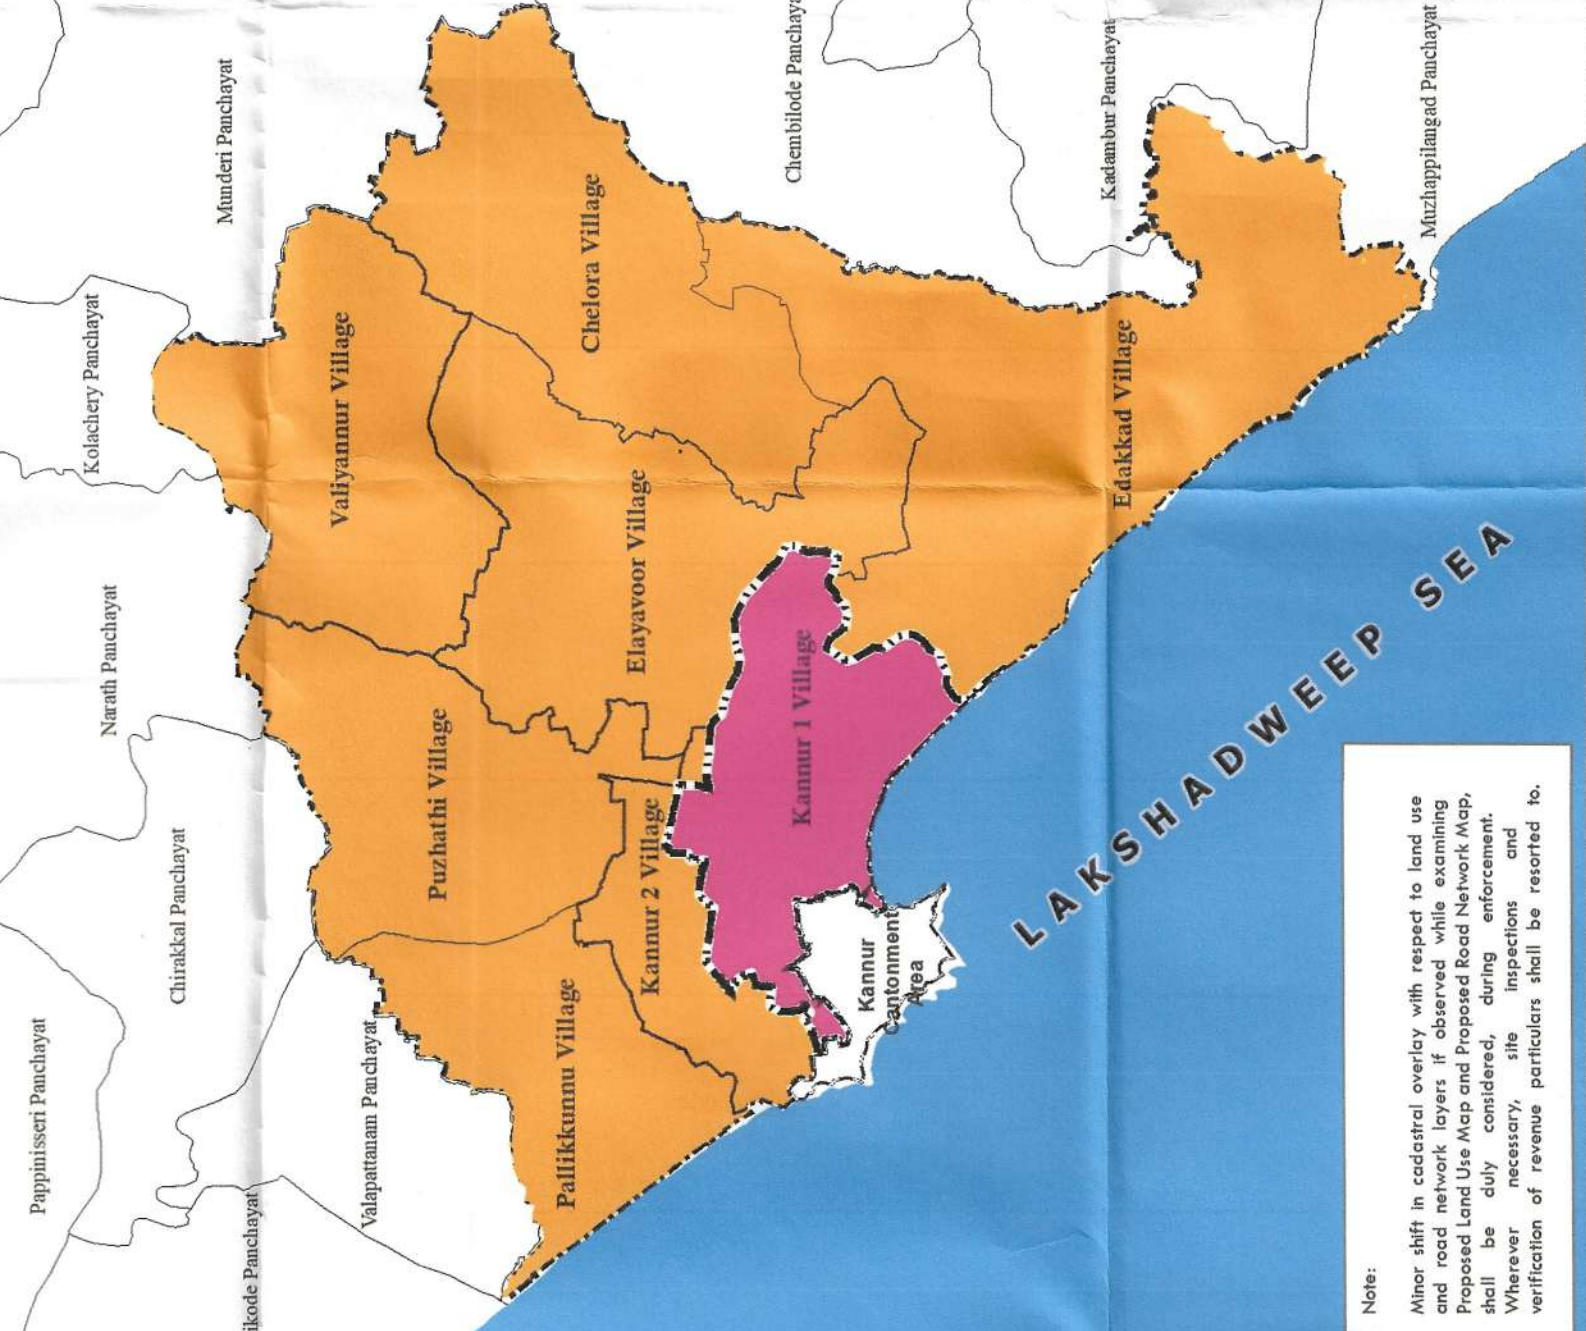 Pappinisseri Panchayat
Kolachery Panchayat
Narath Panchayat
Munderi Panchayat
Chirakkal Panchayat
ikode Panchayat
Valapattanam Panchayat
Valiyannur Village
Puzhathi Village
Chelora Village
Pallikkunnu Village
Elayavoor Village
Kannur 2 Village
Chembilode Panchaya
Kannur 1 Village
Kannur
Cantonment
Area
Kadambur Panchayat
Edakkad Village
Muzhappilangad Panchayat
LAKSHADWEEP SEA
Note:
Minor shift in cadastral overlay with respect to land use
and road network layers if observed while examining
Proposed Land Use Map and Proposed Road Network Map,
shall be duly considered, during enforcement.
Wherever necessary, site inspections and
verification of revenue particulars shall be resorted to.